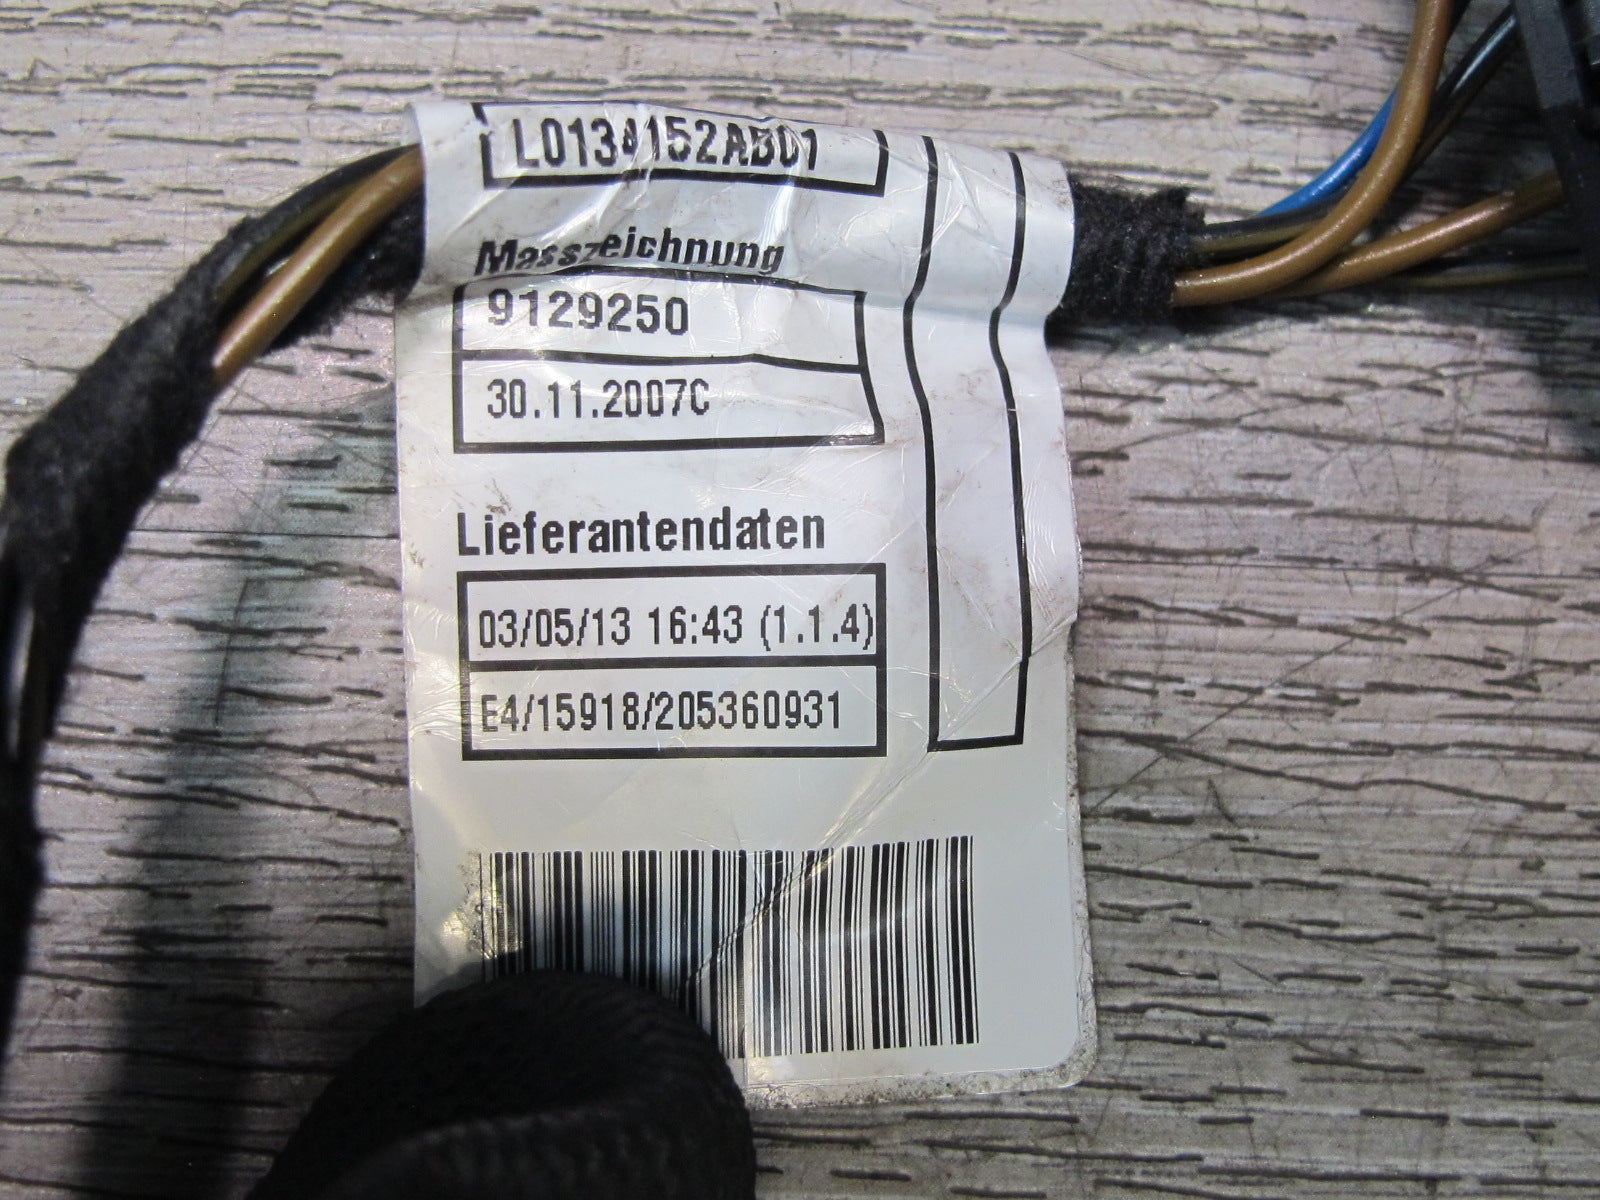 L0134152AB01
Masszeichnung
9129250
30.11.2007C
Lieferantendaten
03/05/13 16:43 (1.1.4)
E4/15918/205360931